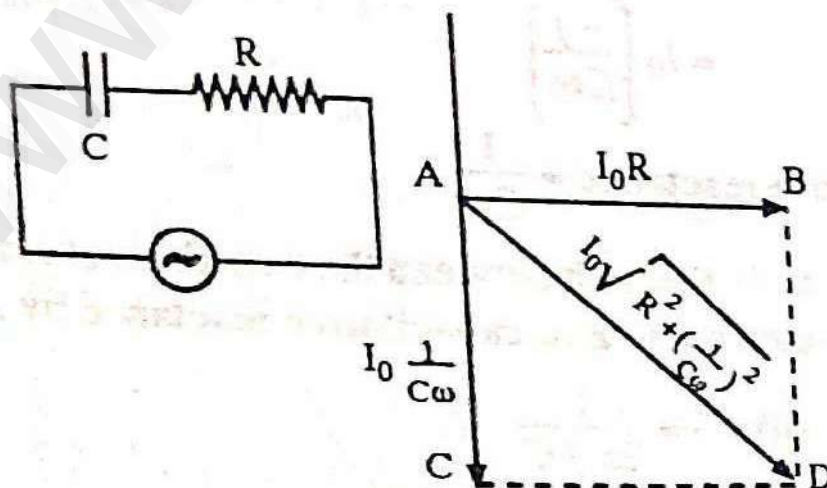 R
C
A
I₀R
B
I₀√R²+(1/Cω)²
I₀ 1/Cω
C
D